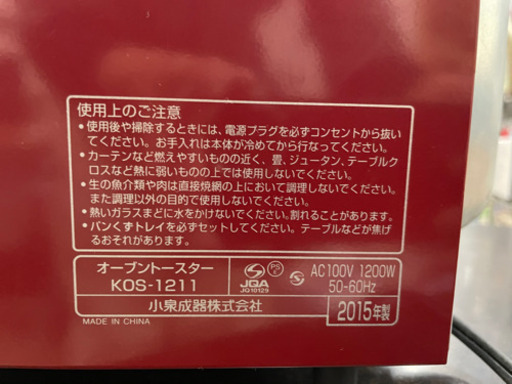 使用上のご注意
●使用後や掃除するときには、電源プラグを必ずコンセントから抜い
てください。お手入れは本体が冷めてから行なってください。
●カーテンなど燃えやすいものの近く、畳、ジュータン、テーブルク
ロスなど熱に弱いものの上では使用しないでください。
●生の魚介類や肉は直接焼網の上において調理しないでください。
また調理以外の目的で使用しないでください。
●熱いガラスまどに水をかけないでください。割れることがあります。
●パンくずトレイを必ずセットしてください。テーブルなどが焦げ
るおそれがあります。
オーブントースター
KOS-1211
JQA
JQ10129
AC100V 1200W
50-60Hz
小泉成器株式会社
2015年製
MADE IN CHINA